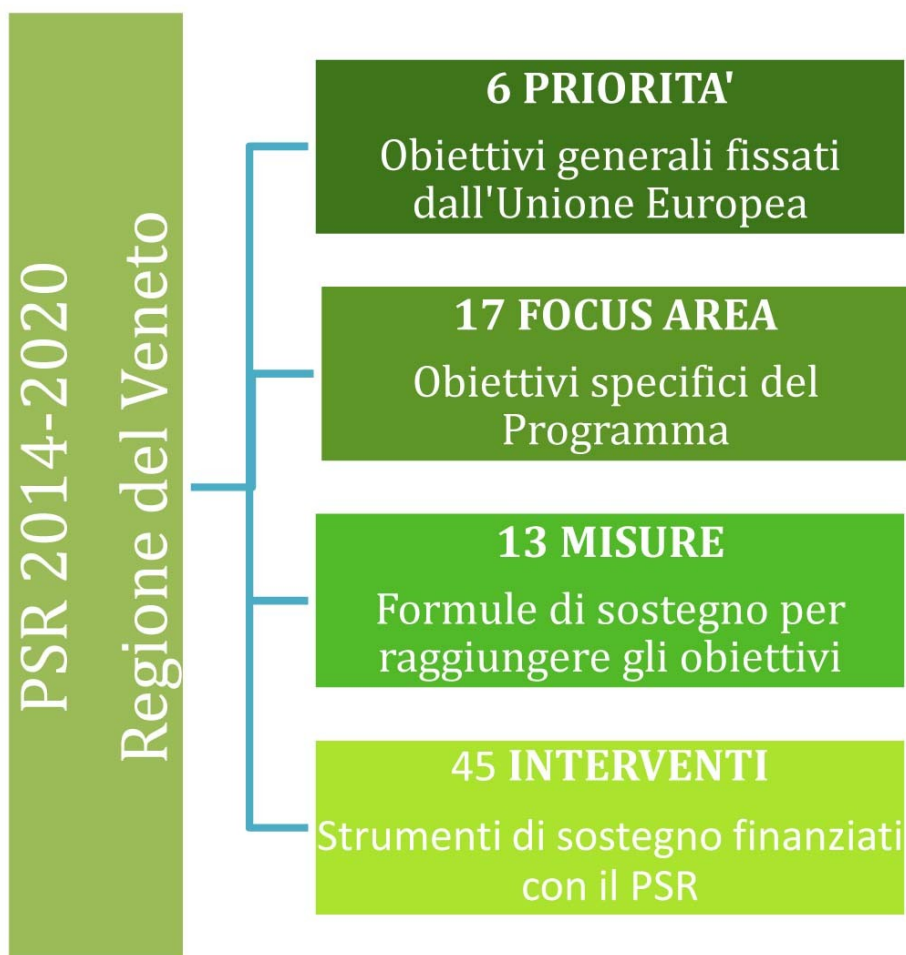 PSR 2014-2020
Regione del Veneto
6 PRIORITA'
Obiettivi generali fissati
dall'Unione Europea
17 FOCUS AREA
Obiettivi specifici del
Programma
13 MISURE
Formule di sostegno per
raggiungere gli obiettivi
45 INTERVENTI
Strumenti di sostegno finanziati
con il PSR